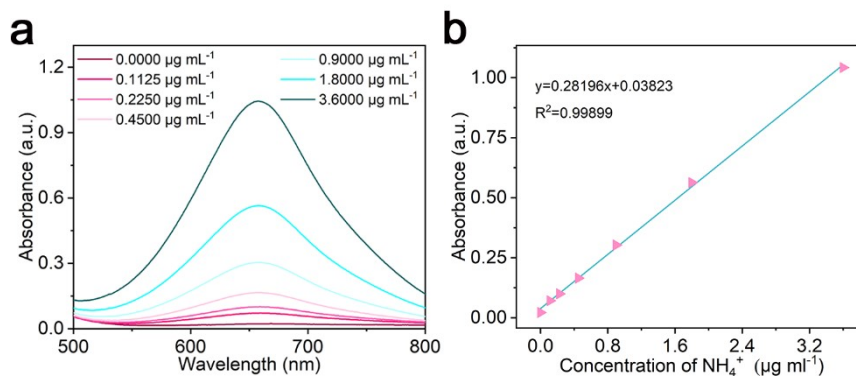 a
0.0000 µg mL⁻¹
0.1125 µg mL⁻¹
0.2250 µg mL⁻¹
0.4500 µg mL⁻¹
0.9000 µg mL⁻¹
1.8000 µg mL⁻¹
3.6000 µg mL⁻¹
Absorbance (a.u.)
1.2
0.9
0.6
0.3
0.0
500
600
700
800
Wavelength (nm)
b
y=0.28196x+0.03823
R²=0.99899
Absorbance (a.u.)
1.00
0.75
0.50
0.25
0.00
0.0
0.8
1.6
2.4
3.2
Concentration of NH₄⁺ (µg ml⁻¹)